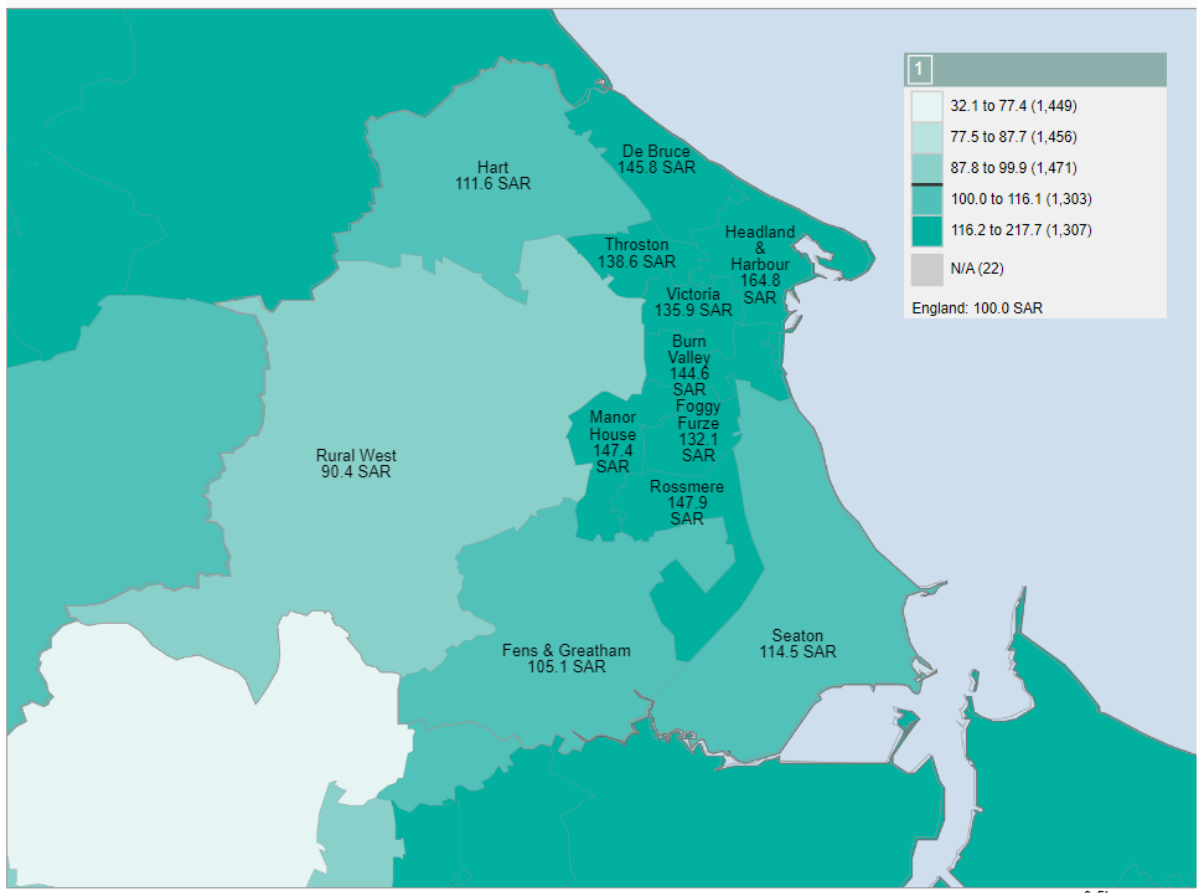 1
32.1 to 77.4 (1,449)
77.5 to 87.7 (1,456)
87.8 to 99.9 (1,471)
100.0 to 116.1 (1,303)
116.2 to 217.7 (1,307)
N/A (22)
England: 100.0 SAR
De Bruce
145.8 SAR
Hart
111.6 SAR
Headland
&
Harbour
164.8
SAR
Throston
138.6 SAR
Victoria
135.9 SAR
Burn
Valley
144.6
SAR
Foggy
Furze
132.1
SAR
Manor
House
147.4
SAR
Rural West
90.4 SAR
Rossmere
147.9
SAR
Fens & Greatham
105.1 SAR
Seaton
114.5 SAR